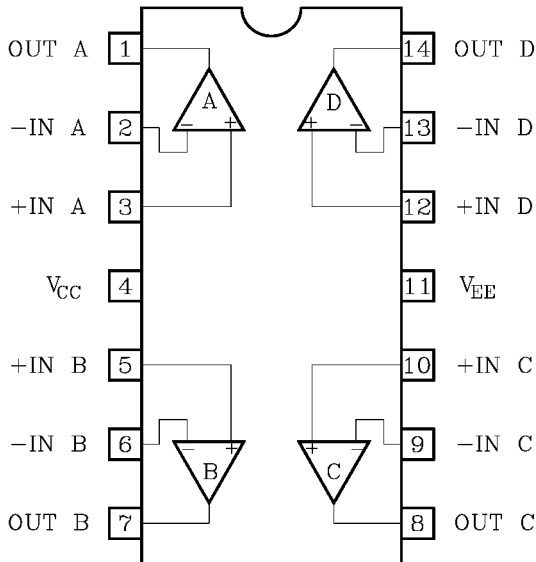 OUT A 1 14 OUT D
A D
−IN A 2 − + + − 13 −IN D
+IN A 3 12 +IN D
VCC 4 11 VEE
+IN B 5 10 +IN C
−IN B 6 − + + − 9 −IN C
B C
OUT B 7 8 OUT C